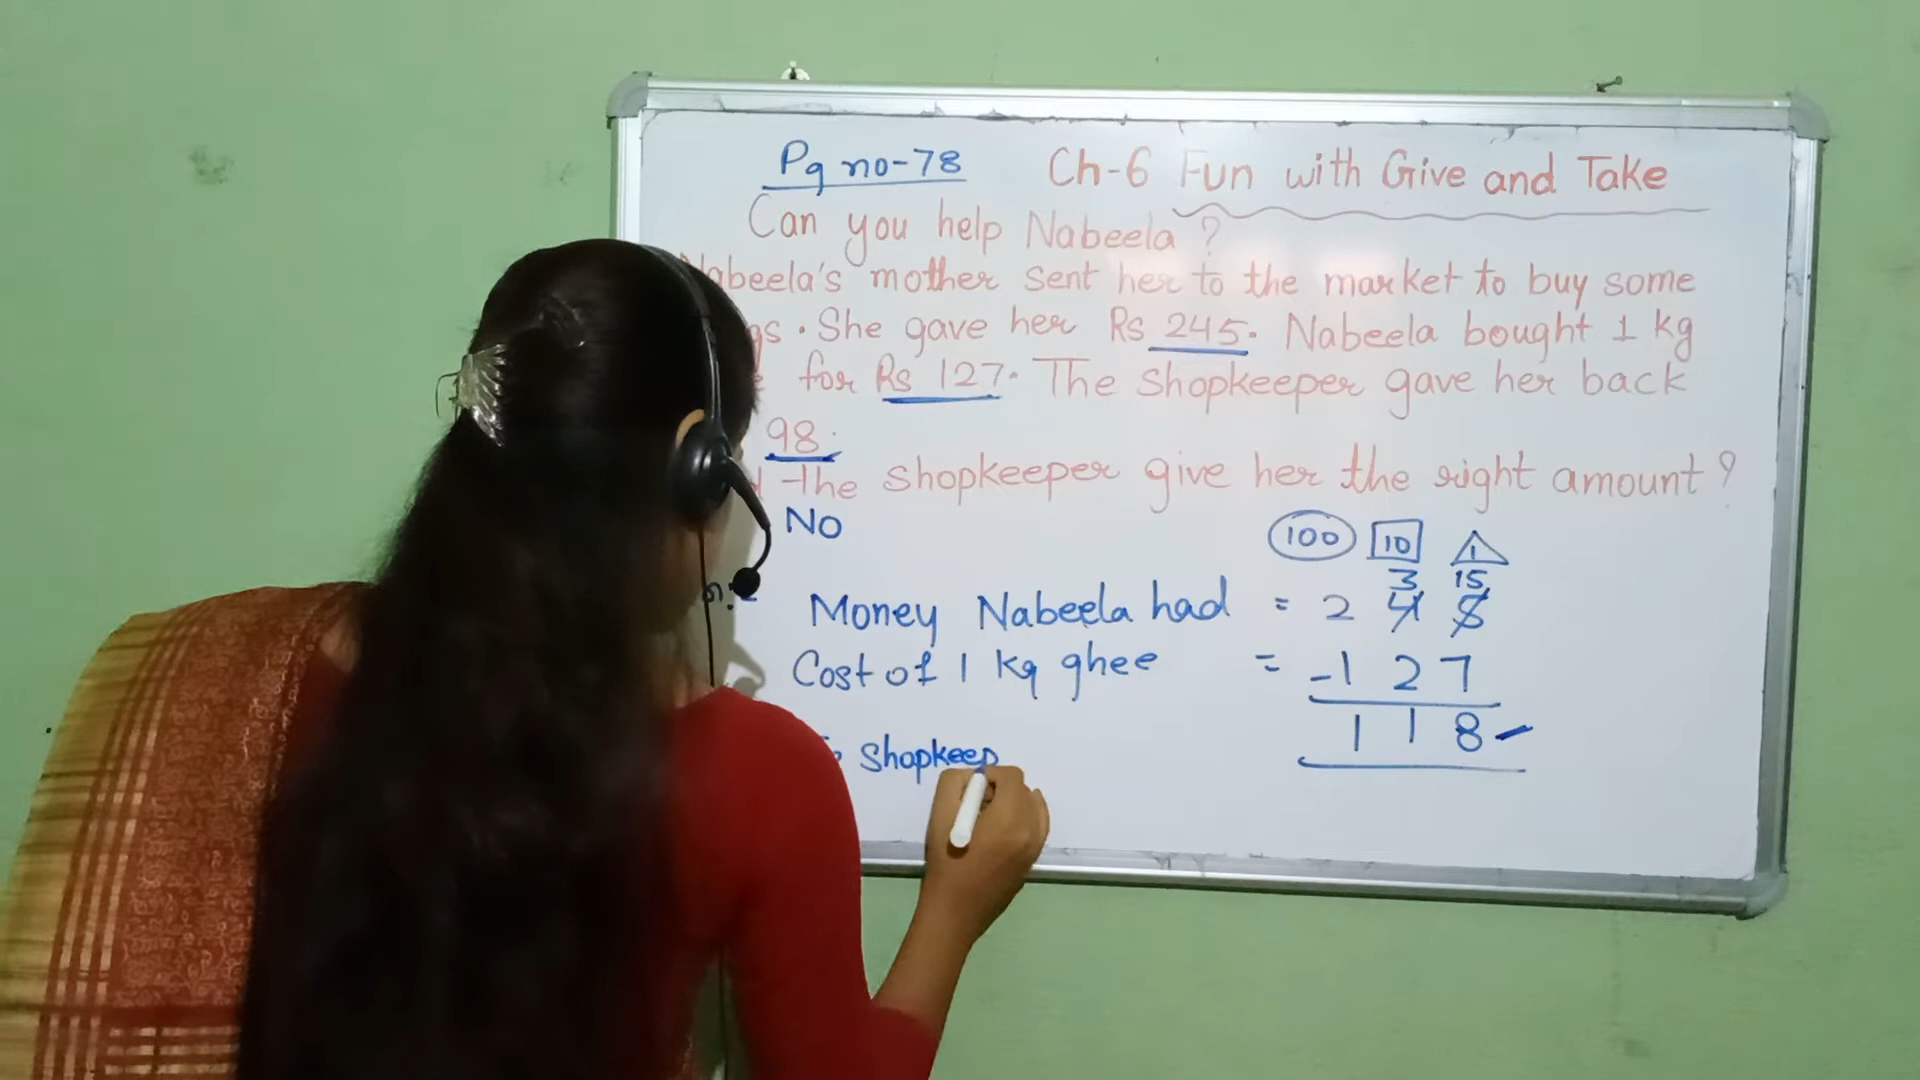 Pg no-78 Ch-6 Fun with Give and Take
Can you help Nabeela ?
Nabeela's mother sent her to the market to buy some
She gave her Rs 245. Nabeela bought 1 kg
for Rs 127. The shopkeeper gave her back
98.
the shopkeeper give her the right amount ?
No
100 10 1
3 15
Money Nabeela had = 2 4 5
Cost of 1 kg ghee = - 1 2 7
1 1 8
Shopkeep